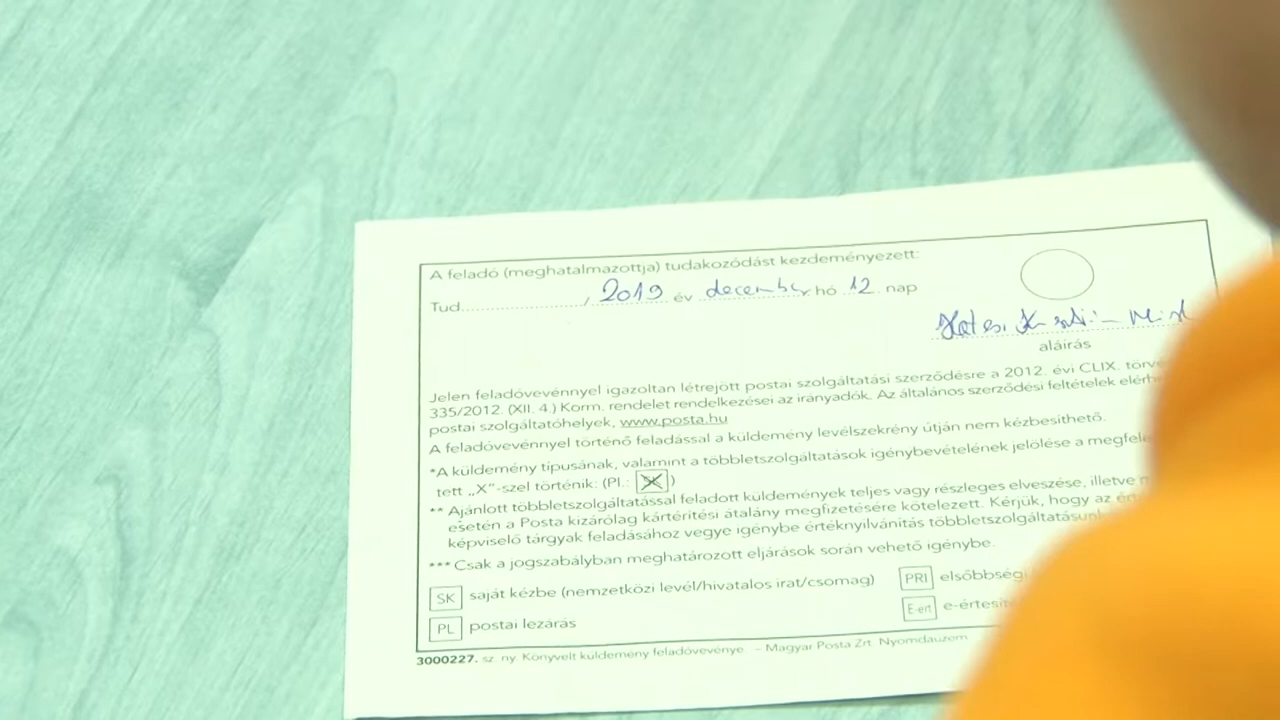 A feladó (meghatalmazottja) tudakozódást kezdeményezett:
Tud............../ 2019 év december hó 12 nap
aláírás
Jelen feladóvevénnyel igazoltan létrejött postai szolgáltatási szerződésre a 2012. évi CLIX.
335/2012. (XII. 4.) Korm. rendelet rendelkezései az irányadók. Az általános szerződési feltételek
postai szolgáltatóhelyek, www.posta.hu
A feladóvevénnyel történő feladással a küldemény levélszekrény útján nem kézbesíthető.
*A küldemény típusának, valamint a többletszolgáltatások igénybevételének jelölése a
tett „X"-szel történik: (Pl.: X)
** Ajánlott többletszolgáltatással feladott küldemények teljes vagy részleges elveszése, illetve
esetén a Posta kizárólag kártérítési átalány megfizetésére kötelezett. Kérjük, hogy az
képviselő tárgyak feladásához vegye igénybe értéknyilvánítás
*** Csak a jogszabályban meghatározott eljárások során vehető igénybe.
SK saját kézbe (nemzetközi levél/hivatalos irat/csomag) PRI elsőbbségi
PL postai lezárás E-ért
3000227. sz. ny. Könyvelt küldemény feladóvevénye – Magyar Posta Zrt. Nyomdaüzem